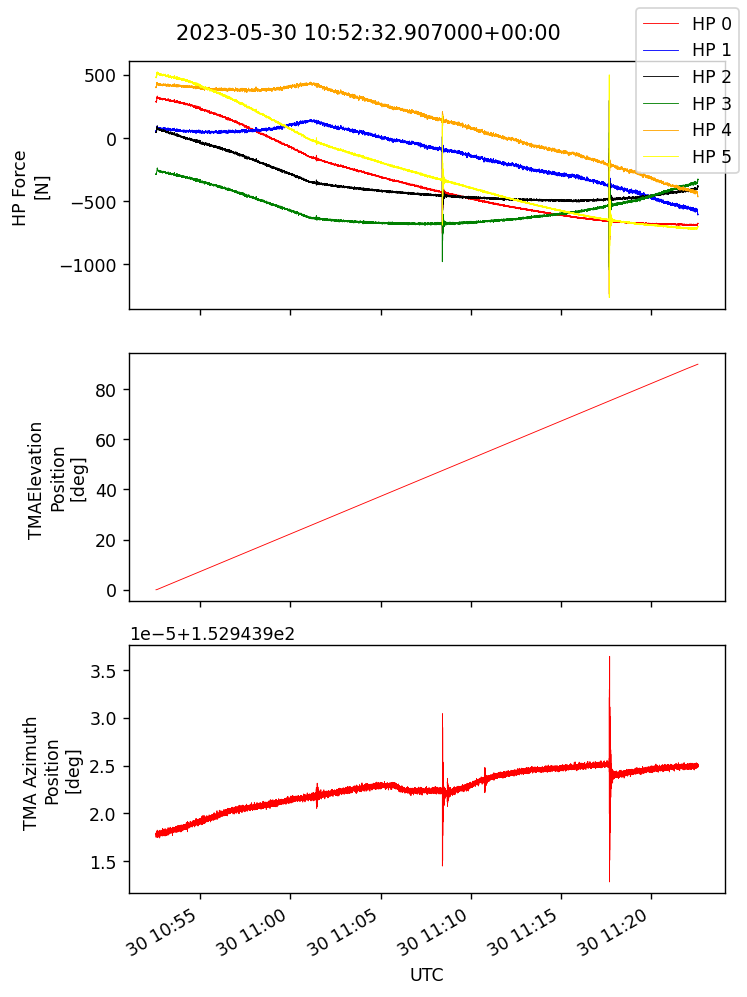 2023-05-30 10:52:32.907000+00:00
HP 0
HP 1
HP 2
HP 3
HP 4
HP 5
500
0
−500
−1000
HP Force
[N]
80
60
40
20
0
TMAElevation
Position
[deg]
1e−5+1.529439e2
3.5
3.0
2.5
2.0
1.5
TMA Azimuth
Position
[deg]
30 10:55
30 11:00
30 11:05
30 11:10
30 11:15
30 11:20
UTC